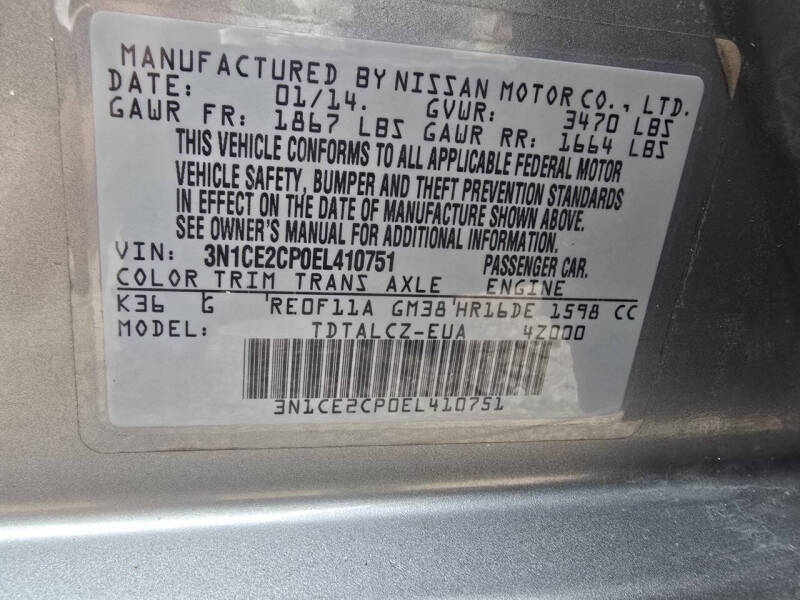 MANUFACTURED BY NISSAN MOTOR CO., LTD.
DATE: 01/14. GVWR: 3470 LBS
GAWR FR: 1867 LBS GAWR RR: 1664 LBS
THIS VEHICLE CONFORMS TO ALL APPLICABLE FEDERAL MOTOR
VEHICLE SAFETY, BUMPER AND THEFT PREVENTION STANDARDS
IN EFFECT ON THE DATE OF MANUFACTURE SHOWN ABOVE.
SEE OWNER'S MANUAL FOR ADDITIONAL INFORMATION
VIN: 3N1CE2CP0EL410751 PASSENGER CAR.
COLOR TRIM TRANS AXLE ENGINE
K36 G 'RE0F11A GM38'HR16DE 1598 CC
MODEL: TDTALCZ-EUA 4Z000
3N1CE2CP0EL410751